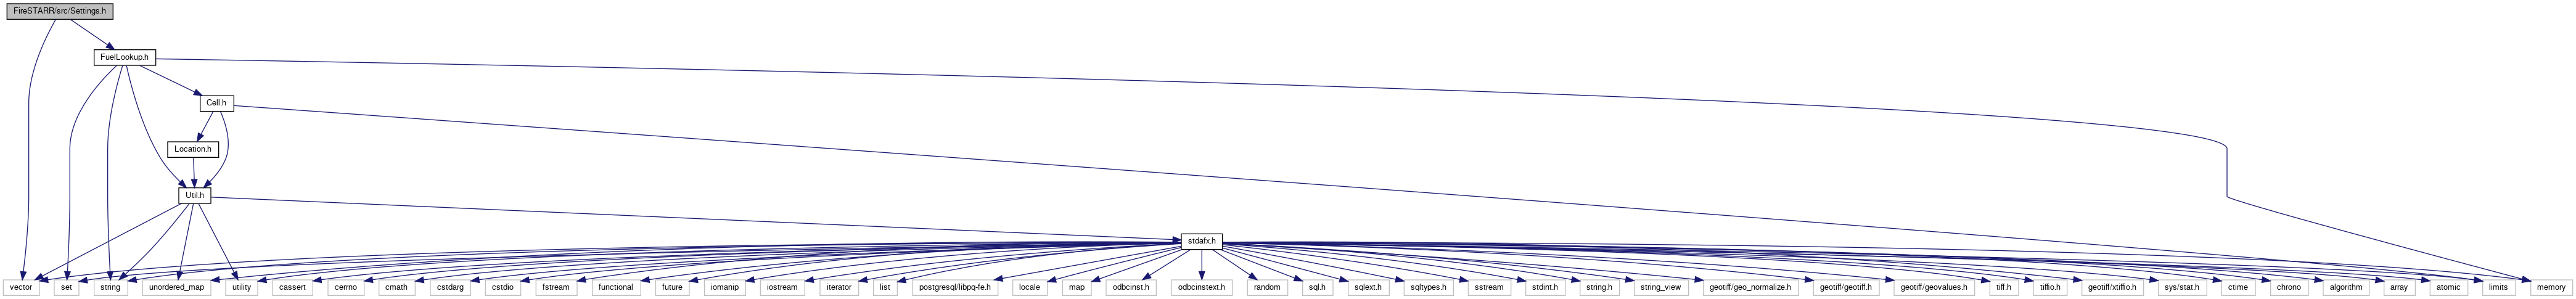 FireSTARR/src/Settings.h
FuelLookup.h
Cell.h
Location.h
Util.h
stdafx.h
vector
set
string
unordered_map
utility
cassert
cermo
cmath
cstdarg
cstdio
fstream
functional
future
iomanip
iostream
iterator
list
postgresql/libpq-fe.h
locale
map
odbcinst.h
odbcinstext.h
random
sql.h
sqlext.h
sqltypes.h
sstream
stdint.h
string.h
string_view
geotiff/geo_normalize.h
geotiff/geotiff.h
geotiff/geovalues.h
tiff.h
tiffio.h
geotiff/xtiffio.h
sys/stat.h
ctime
chrono
algorithm
array
atomic
limits
memory